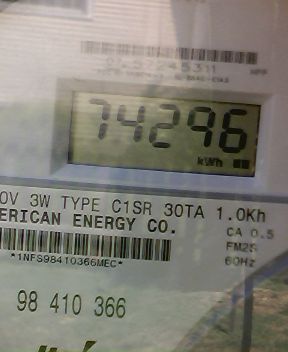 74296
kWh
0V 3W TYPE C1SR 30TA 1.0Kh
ERICAN ENERGY CO.
CA 0.5
FM2S
60Hz
*1NFS98410366MEC*
98 410 366